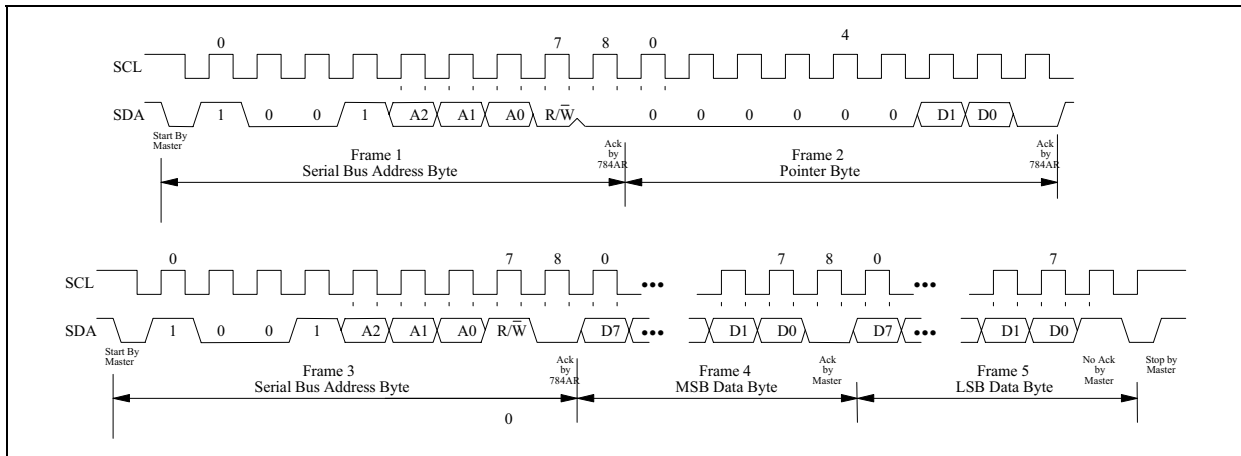 0 7 8 0 4
SCL
SDA 1 0 0 1 A2 A1 A0 R/W̅ 0 0 0 0 0 0 D1 D0
Start By
Master
Ack
by
784AR
Ack
by
784AR
Frame 1
Serial Bus Address Byte
Frame 2
Pointer Byte
0 7 8 0 7 8 0 7
SCL ••• •••
SDA 1 0 0 1 A2 A1 A0 R/W̅ D7 ••• D1 D0 D7 ••• D1 D0
Start By
Master
Ack
by
784AR
Ack
by
Master
No Ack
by
Master
Stop by
Master
Frame 3
Serial Bus Address Byte
Frame 4
MSB Data Byte
Frame 5
LSB Data Byte
0